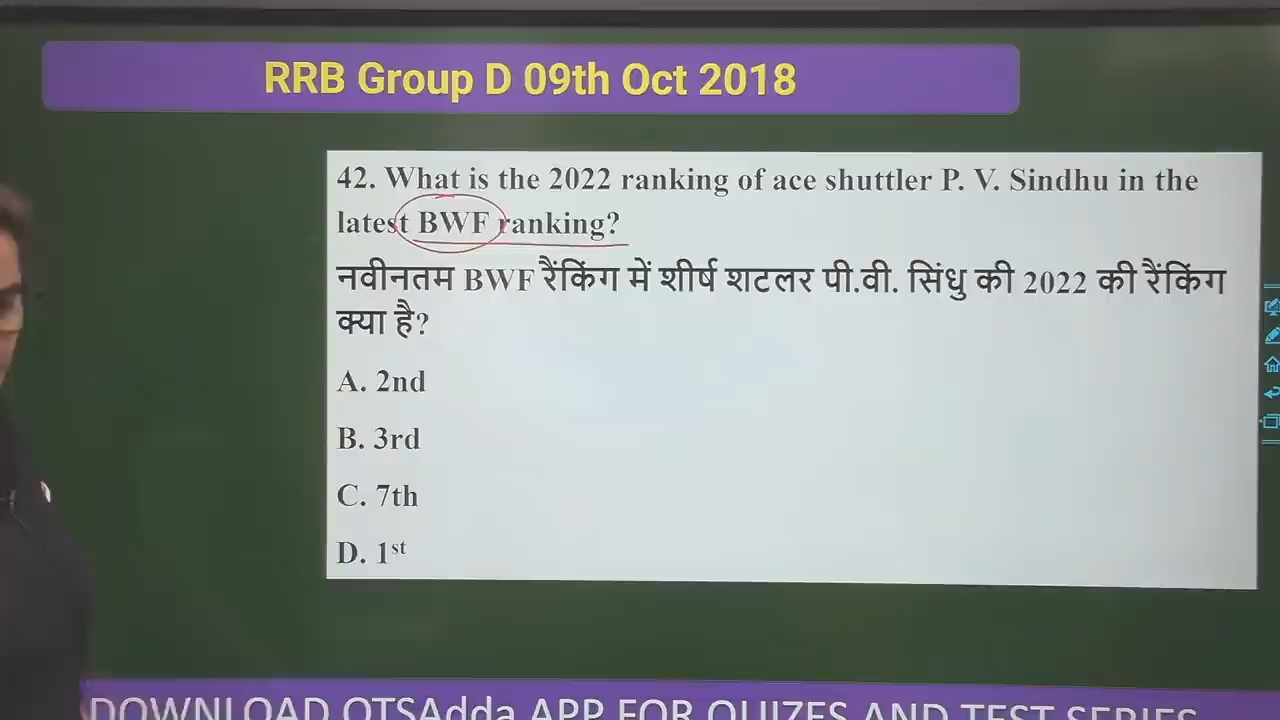 RRB Group D 09th Oct 2018
42. What is the 2022 ranking of ace shuttler P. V. Sindhu in the
latest BWF ranking?
नवीनतम BWF रैंकिंग में शीर्ष शटलर पी.वी. सिंधु की 2022 की रैंकिंग
क्या है?
A. 2nd
B. 3rd
C. 7th
D. 1st
DOWNLOAD OTSAdda APP FOR QUIZES AND TEST SERIES